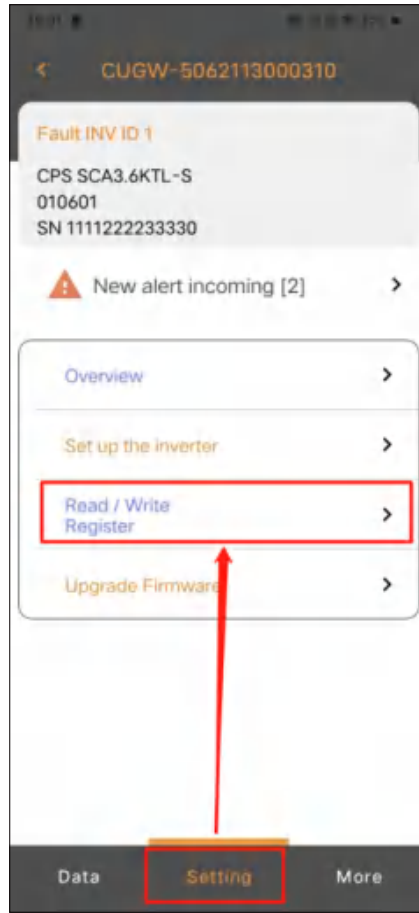 CUGW-5062113000310
Fault INV ID 1
CPS SCA3.6KTL-S
010601
SN 1111222233330
New alert incoming [2]
Overview
Set up the inverter
Read / Write
Register
Upgrade Firmware
Data
Setting
More